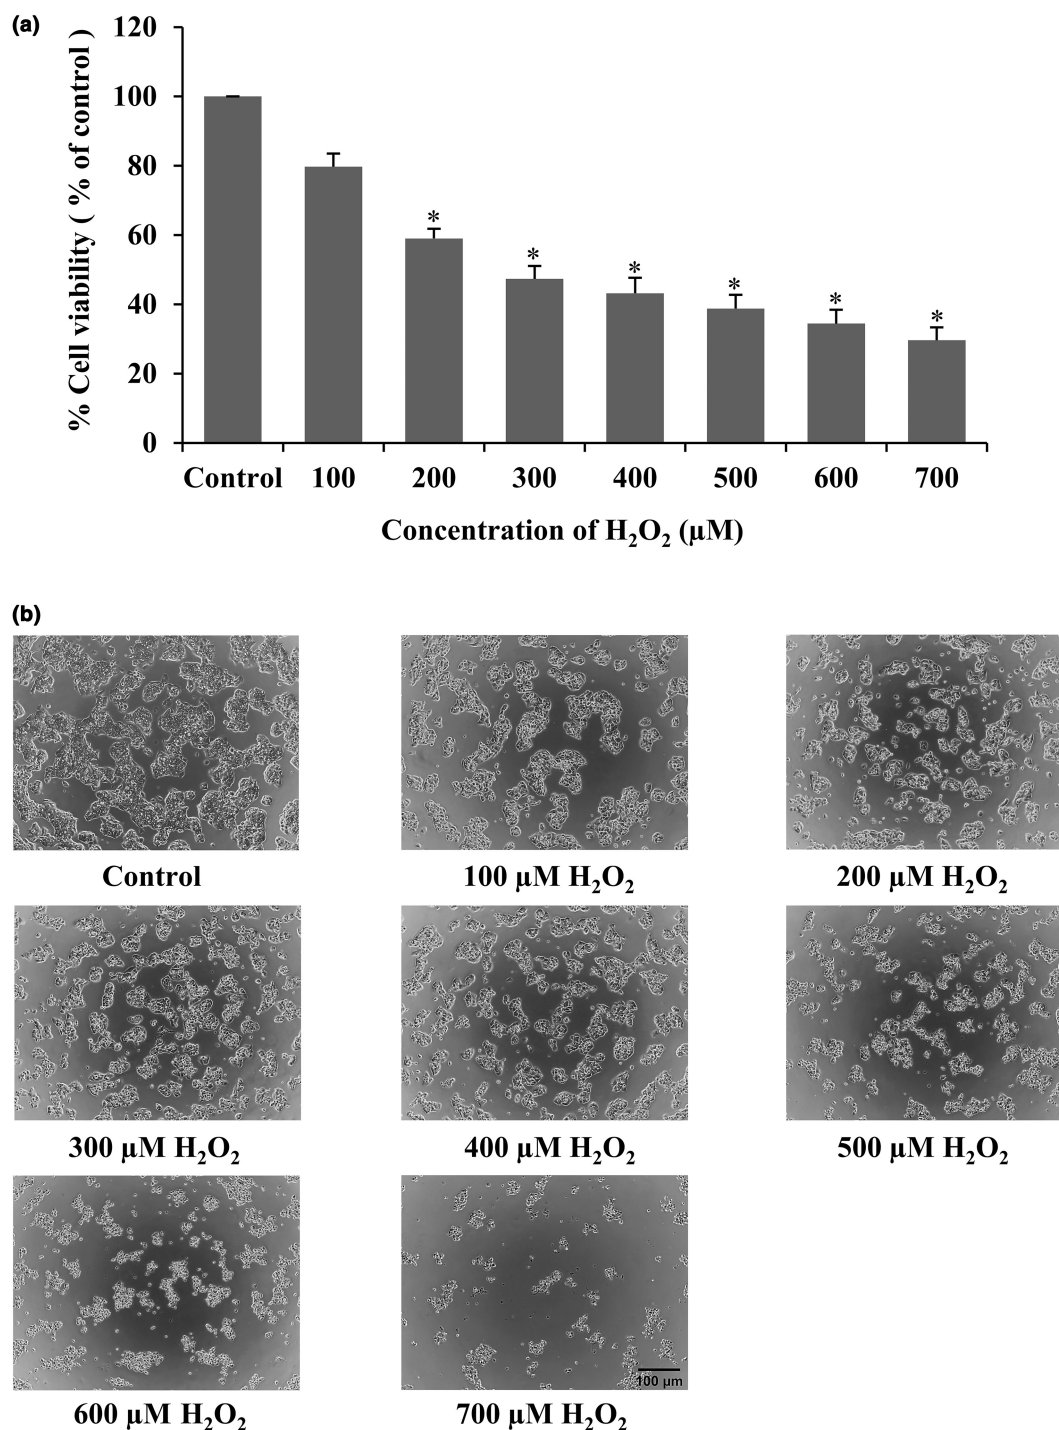 (a)
% Cell viability ( % of control )
120
100
80
60
40
20
0
* * * * * *
Control 100 200 300 400 500 600 700
Concentration of H₂O₂ (µM)
(b)
Control 100 µM H₂O₂ 200 µM H₂O₂
300 µM H₂O₂ 400 µM H₂O₂ 500 µM H₂O₂
100 µm
600 µM H₂O₂ 700 µM H₂O₂